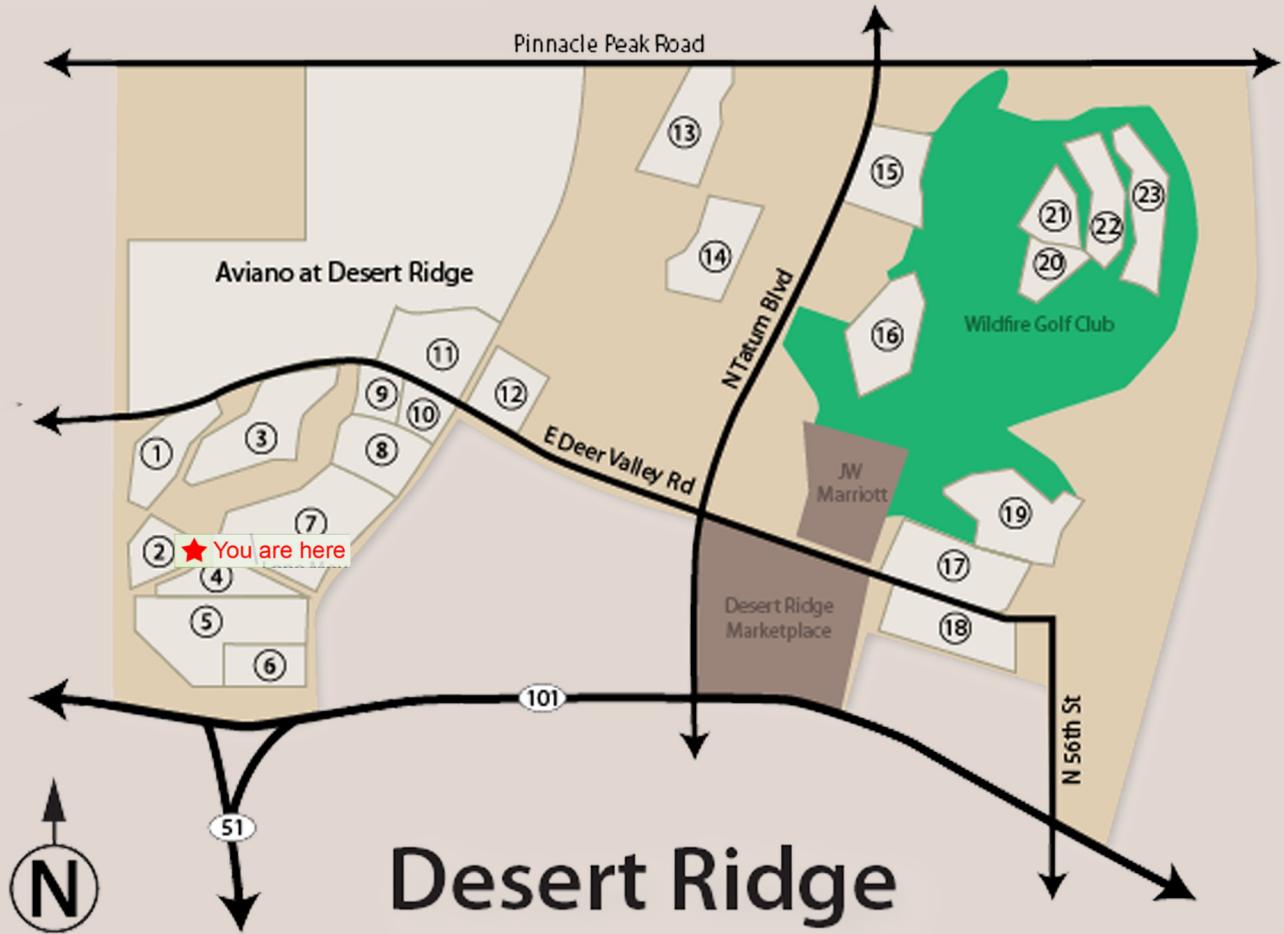 Pinnacle Peak Road
13
15
23
21
22
14
20
Aviano at Desert Ridge
N Tatum Blvd
Wildfire Golf Club
16
11
9
10
12
3
1
8
E Deer Valley Rd
JW
Marriott
7
19
2
You are here
4
17
5
Desert Ridge
Marketplace
18
6
101
N 56th St
51
N
Desert Ridge